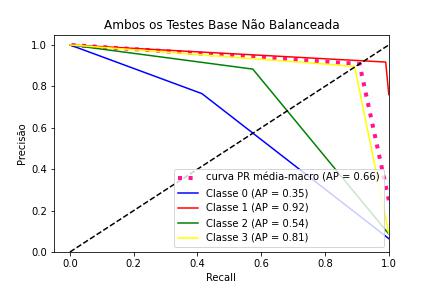 Ambos os Testes Base Não Balanceada
1.0
0.8
0.6
0.4
0.2
0.0
Precisão
curva PR média-macro (AP = 0.66)
Classe 0 (AP = 0.35)
Classe 1 (AP = 0.92)
Classe 2 (AP = 0.54)
Classe 3 (AP = 0.81)
0.0 0.2 0.4 0.6 0.8 1.0
Recall